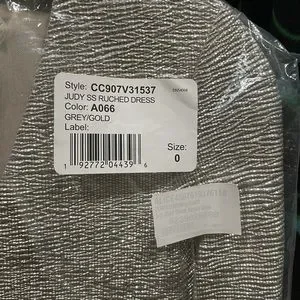 Style: CC907V31537
JUDY SS RUCHED DRESS
Color: A066
GREY/GOLD
Label:
Size:
0
1 92772 04439 6